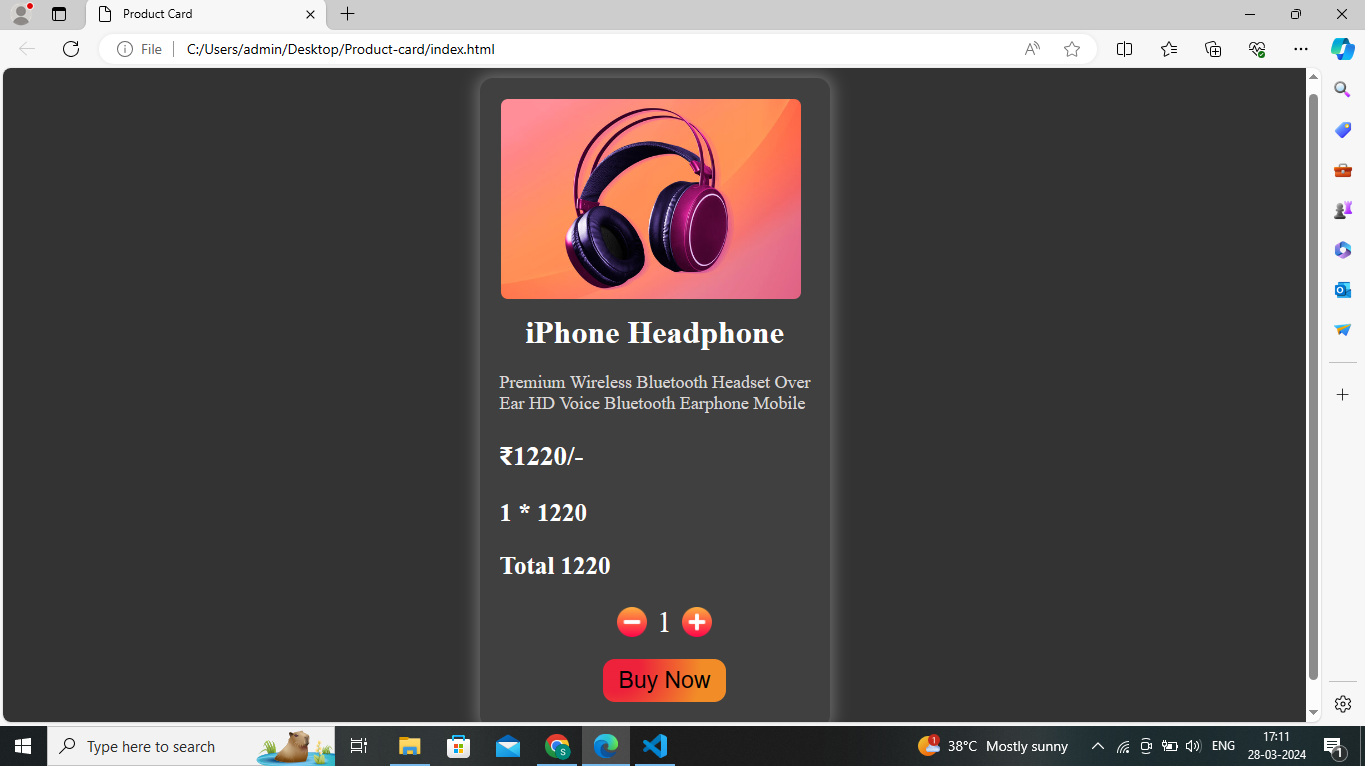 Product Card
File
C:/Users/admin/Desktop/Product-card/index.html
iPhone Headphone
Premium Wireless Bluetooth Headset Over
Ear HD Voice Bluetooth Earphone Mobile
₹1220/-
1 * 1220
Total 1220
1
Buy Now
Type here to search
1
38°C Mostly sunny
ENG
17:11
28-03-2024
1